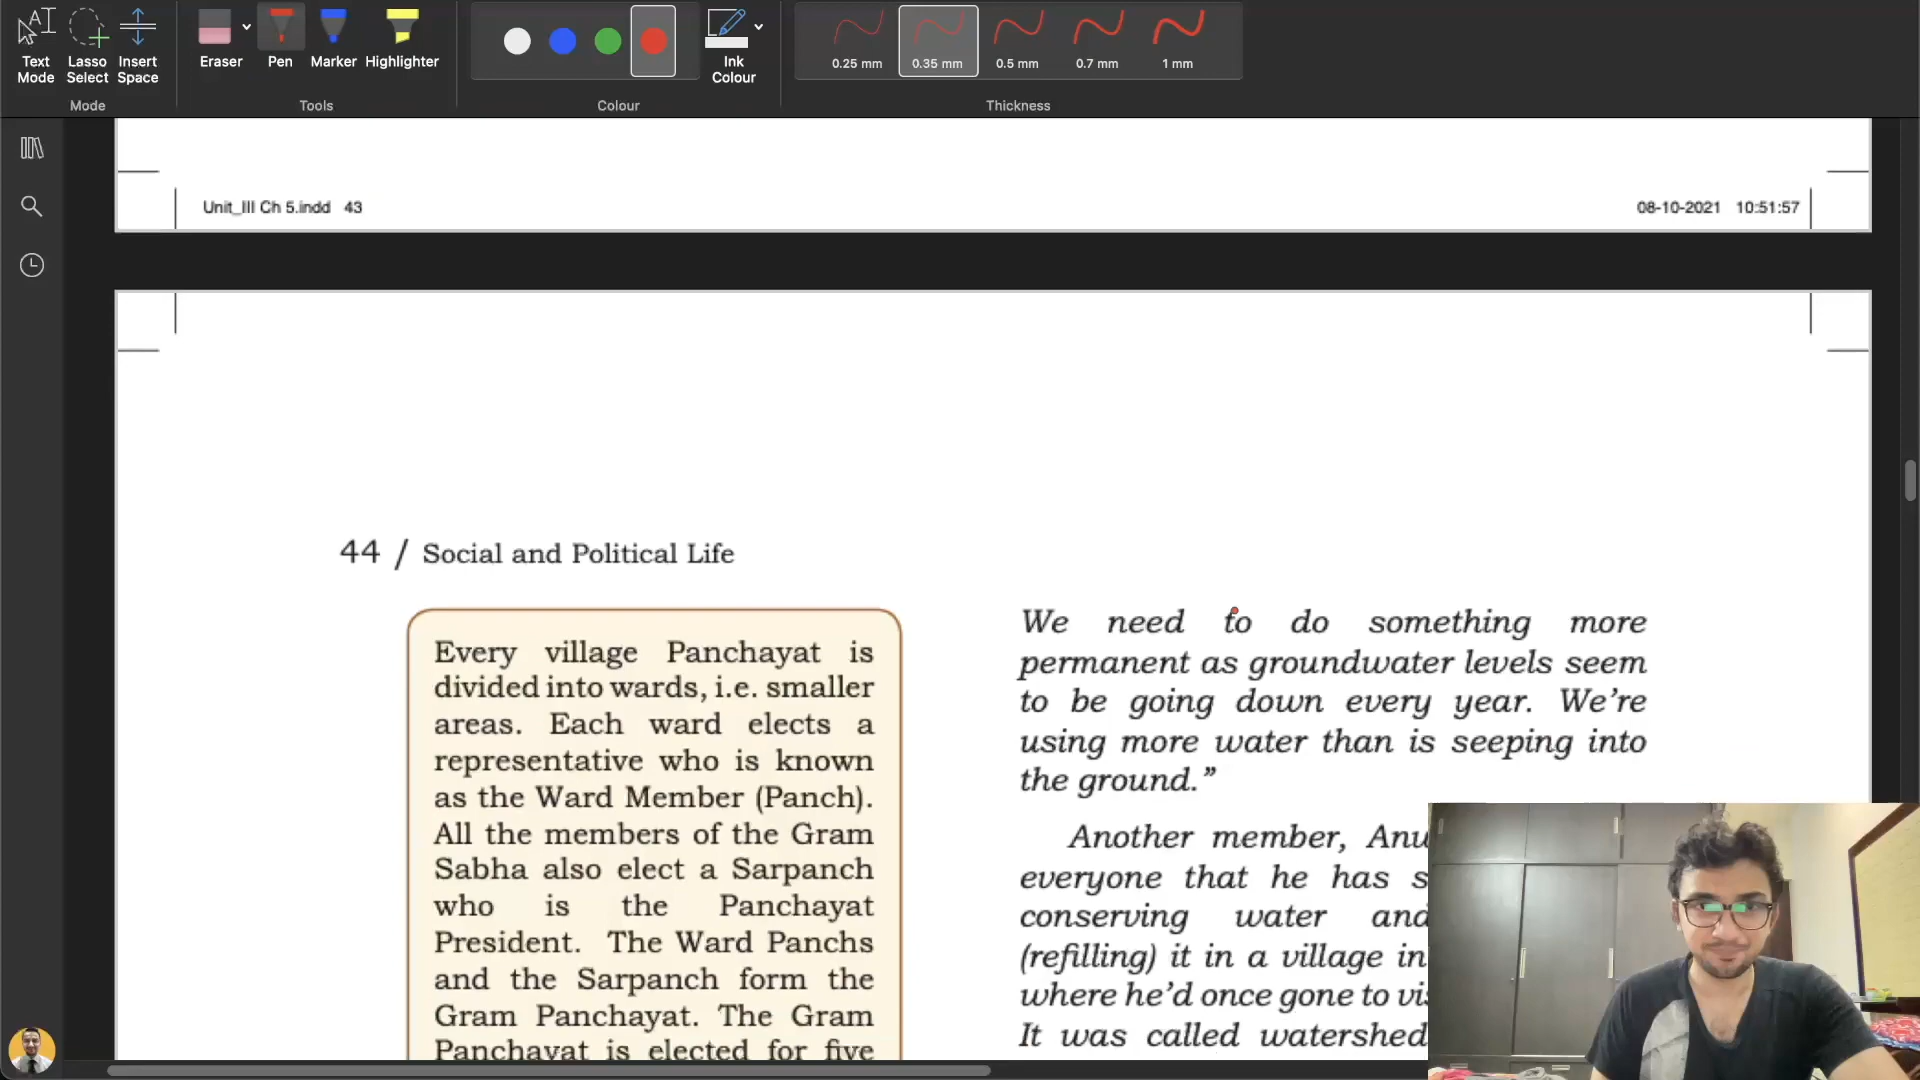 Text
Mode
Lasso
Select
Insert
Space
Eraser
Pen
Marker
Highlighter
Ink
Colour
0.25 mm
0.35 mm
0.5 mm
0.7 mm
1 mm
Mode
Tools
Colour
Thickness
Unit_III Ch 5.indd 43
08-10-2021 10:51:57
44 / Social and Political Life
Every village Panchayat is
divided into wards, i.e. smaller
areas. Each ward elects a
representative who is known
as the Ward Member (Panch).
All the members of the Gram
Sabha also elect a Sarpanch
who is the Panchayat
President. The Ward Panchs
and the Sarpanch form the
Gram Panchayat. The Gram
Panchayat is elected for five
We need to do something more
permanent as groundwater levels seem
to be going down every year. We're
using more water than is seeping into
the ground.”
Another member,
everyone that he has
conserving water and
(refilling) it in a village in
where he'd once gone to
It was called watershed